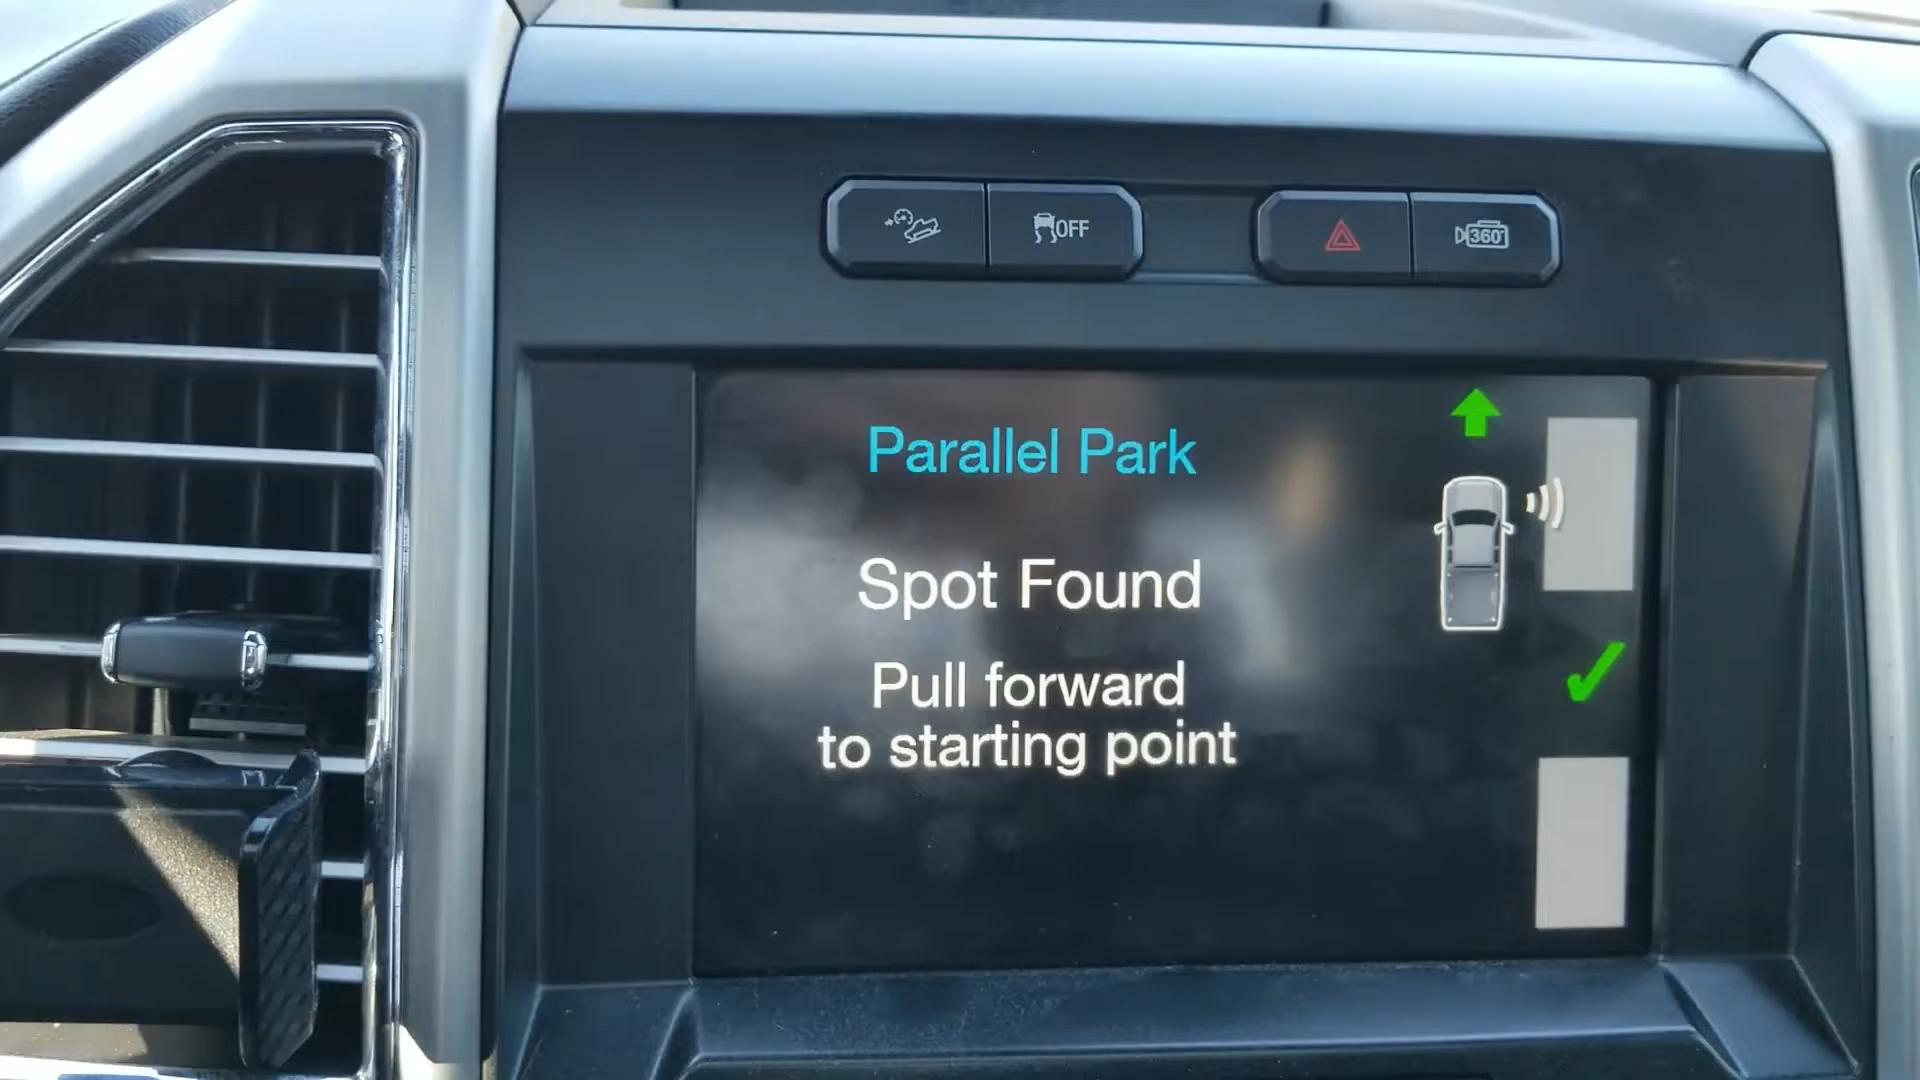 OFF
360°
Parallel Park
Spot Found
Pull forward
to starting point